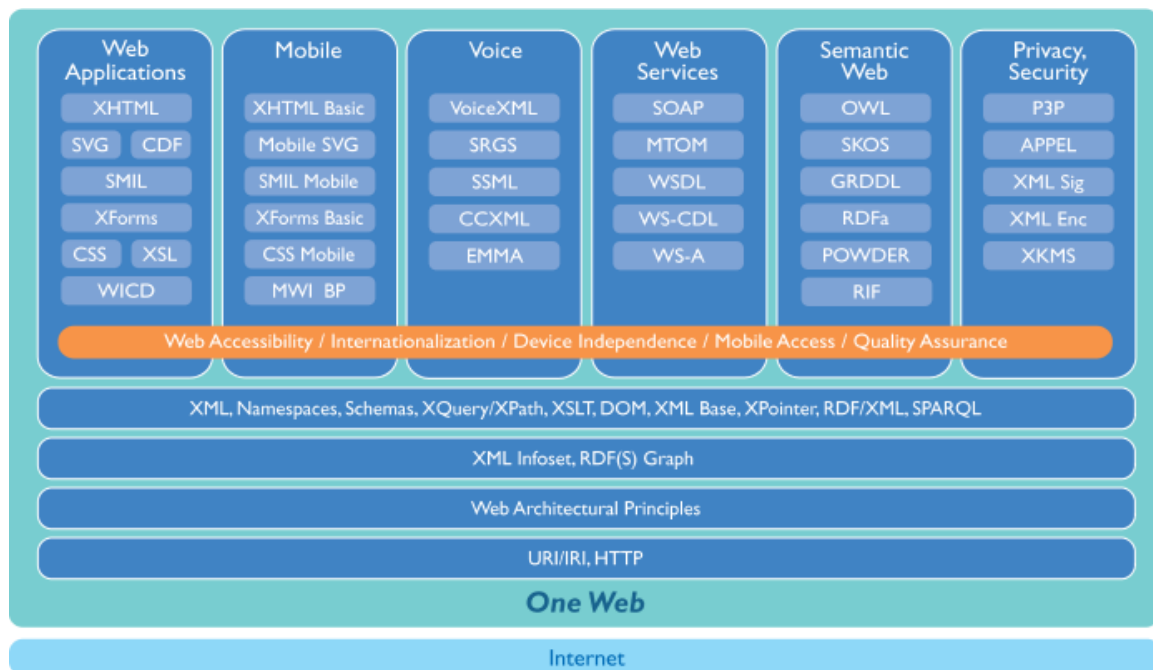 Web
Applications
XHTML
SVG CDF
SMIL
XForms
CSS XSL
WICD
Mobile
XHTML Basic
Mobile SVG
SMIL Mobile
XForms Basic
CSS Mobile
MWI BP
Voice
VoiceXML
SRGS
SSML
CCXML
EMMA
Web
Services
SOAP
MTOM
WSDL
WS-CDL
WS-A
Semantic
Web
OWL
SKOS
GRDDL
RDFa
POWDER
RIF
Privacy,
Security
P3P
APPEL
XML Sig
XML Enc
XKMS
Web Accessibility / Internationalization / Device Independence / Mobile Access / Quality Assurance
XML, Namespaces, Schemas, XQuery/XPath, XSLT, DOM, XML Base, XPointer, RDF/XML, SPARQL
XML Infoset, RDF(S) Graph
Web Architectural Principles
URI/IRI, HTTP
One Web
Internet